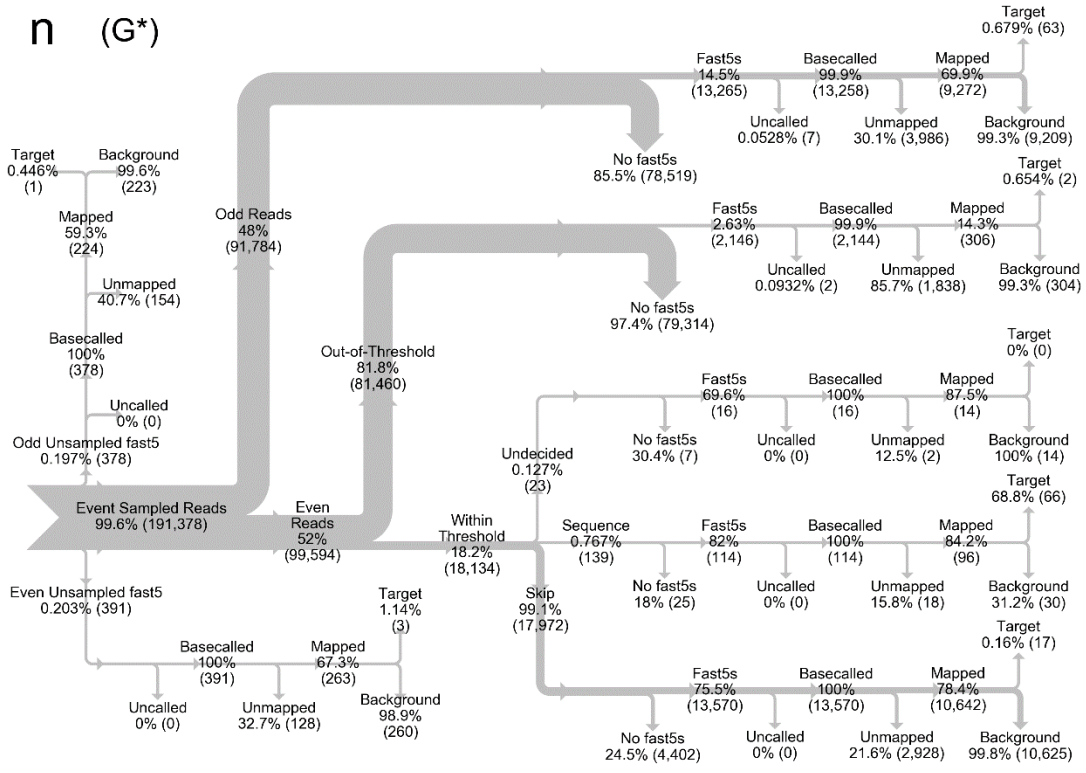 n (G*)
Target
0.679% (63)
Fast5s
14.5%
(13,265)
Basecalled
99.9%
(13,258)
Mapped
69.9%
(9,272)
Uncalled
0.0528% (7)
Unmapped
30.1% (3,986)
Background
99.3% (9,209)
No fast5s
85.5% (78,519)
Target
0.446%
(1)
Background
99.6%
(223)
Mapped
59.3%
(224)
Unmapped
40.7% (154)
Basecalled
100%
(378)
Uncalled
0% (0)
Odd Unsampled fast5
0.197% (378)
Odd Reads
48%
(91,784)
Target
0.654% (2)
Fast5s
2.63%
(2,146)
Basecalled
99.9%
(2,144)
Mapped
14.3%
(306)
Uncalled
0.0932% (2)
Unmapped
85.7% (1,838)
Background
99.3% (304)
No fast5s
97.4% (79,314)
Out-of-Threshold
81.8%
(81,460)
Target
0% (0)
Fast5s
69.6%
(16)
Basecalled
100%
(16)
Mapped
87.5%
(14)
No fast5s
30.4% (7)
Uncalled
0% (0)
Unmapped
12.5% (2)
Background
100% (14)
Undecided
0.127%
(23)
Event Sampled Reads
99.6% (191,378)
Even
Reads
52%
(99,594)
Within
Threshold
18.2%
(18,134)
Target
68.8% (66)
Sequence
0.767%
(139)
Fast5s
82%
(114)
Basecalled
100%
(114)
Mapped
84.2%
(96)
No fast5s
18% (25)
Uncalled
0% (0)
Unmapped
15.8% (18)
Background
31.2% (30)
Skip
99.1%
(17,972)
Even Unsampled fast5
0.203% (391)
Target
1.14%
(3)
Basecalled
100%
(391)
Mapped
67.3%
(263)
Uncalled
0% (0)
Unmapped
32.7% (128)
Background
98.9%
(260)
Target
0.16% (17)
Fast5s
75.5%
(13,570)
Basecalled
100%
(13,570)
Mapped
78.4%
(10,642)
No fast5s
24.5% (4,402)
Uncalled
0% (0)
Unmapped
21.6% (2,928)
Background
99.8% (10,625)